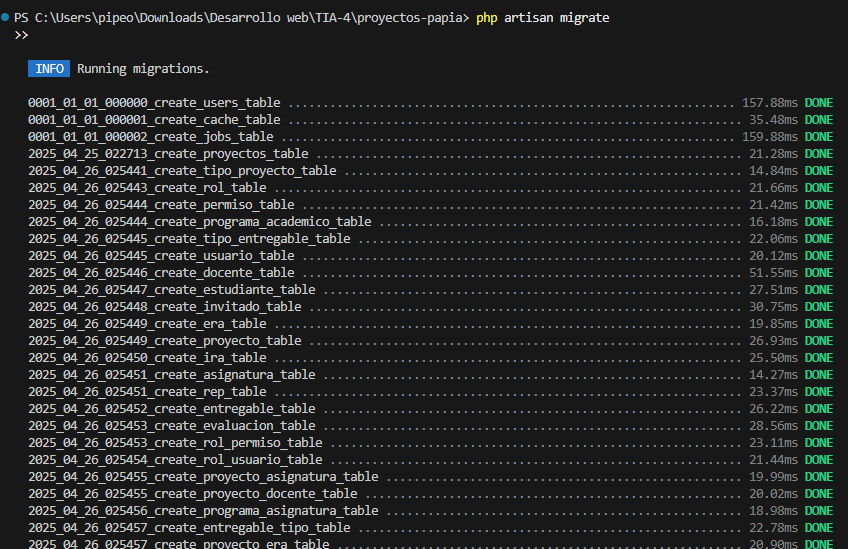 PS C:\Users\pipeo\Downloads\Desarrollo web\TIA-4\proyectos-papia> php artisan migrate
>>
INFO Running migrations.
0001_01_01_000000_create_users_table ................................................................ 157.88ms DONE
0001_01_01_000001_create_cache_table ................................................................. 35.48ms DONE
0001_01_01_000002_create_jobs_table ................................................................. 159.88ms DONE
2025_04_25_022713_create_proyectos_table ............................................................. 21.28ms DONE
2025_04_26_025441_create_tipo_proyecto_table ......................................................... 14.84ms DONE
2025_04_26_025443_create_rol_table ................................................................... 21.66ms DONE
2025_04_26_025444_create_permiso_table ............................................................... 21.42ms DONE
2025_04_26_025444_create_programa_academico_table .................................................... 16.18ms DONE
2025_04_26_025445_create_tipo_entregable_table ....................................................... 22.06ms DONE
2025_04_26_025445_create_usuario_table ............................................................... 20.12ms DONE
2025_04_26_025446_create_docente_table ............................................................... 51.55ms DONE
2025_04_26_025447_create_estudiante_table ............................................................ 27.51ms DONE
2025_04_26_025448_create_invitado_table .............................................................. 30.75ms DONE
2025_04_26_025449_create_era_table ................................................................... 19.85ms DONE
2025_04_26_025449_create_proyecto_table .............................................................. 26.93ms DONE
2025_04_26_025450_create_ira_table ................................................................... 25.50ms DONE
2025_04_26_025451_create_asignatura_table ............................................................ 14.27ms DONE
2025_04_26_025451_create_rep_table ................................................................... 23.37ms DONE
2025_04_26_025452_create_entregable_table ............................................................ 26.22ms DONE
2025_04_26_025453_create_evaluacion_table ............................................................ 28.56ms DONE
2025_04_26_025453_create_rol_permiso_table ........................................................... 23.11ms DONE
2025_04_26_025454_create_rol_usuario_table ........................................................... 21.44ms DONE
2025_04_26_025455_create_proyecto_asignatura_table ................................................... 19.99ms DONE
2025_04_26_025455_create_proyecto_docente_table ...................................................... 20.02ms DONE
2025_04_26_025456_create_programa_asignatura_table ................................................... 18.98ms DONE
2025_04_26_025457_create_entregable_tipo_table ....................................................... 22.78ms DONE
2025_04_26_025457_create_proyecto_era_table .......................................................... 20.90ms DONE